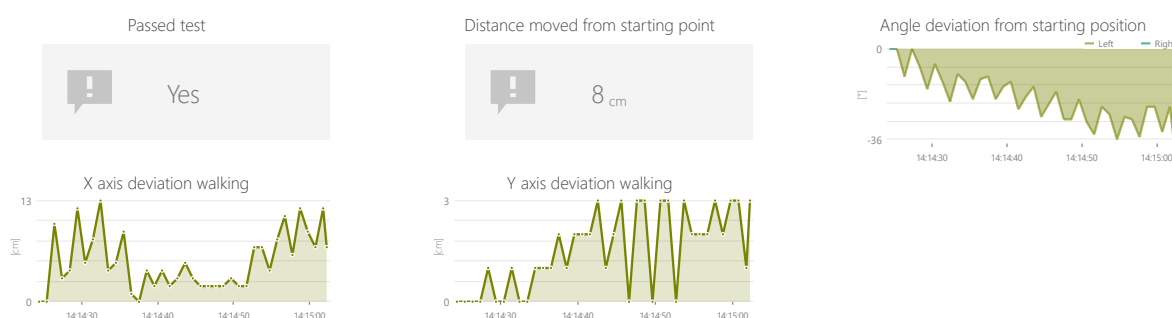 Passed test
Yes
Distance moved from starting point
8 cm
Angle deviation from starting position
Left Righ
0
[°]
-36
14:14:30 14:14:40 14:14:50 14:15:00
X axis deviation walking
13
[cm]
0
14:14:30 14:14:40 14:14:50 14:15:00
Y axis deviation walking
3
[cm]
0
14:14:30 14:14:40 14:14:50 14:15:00